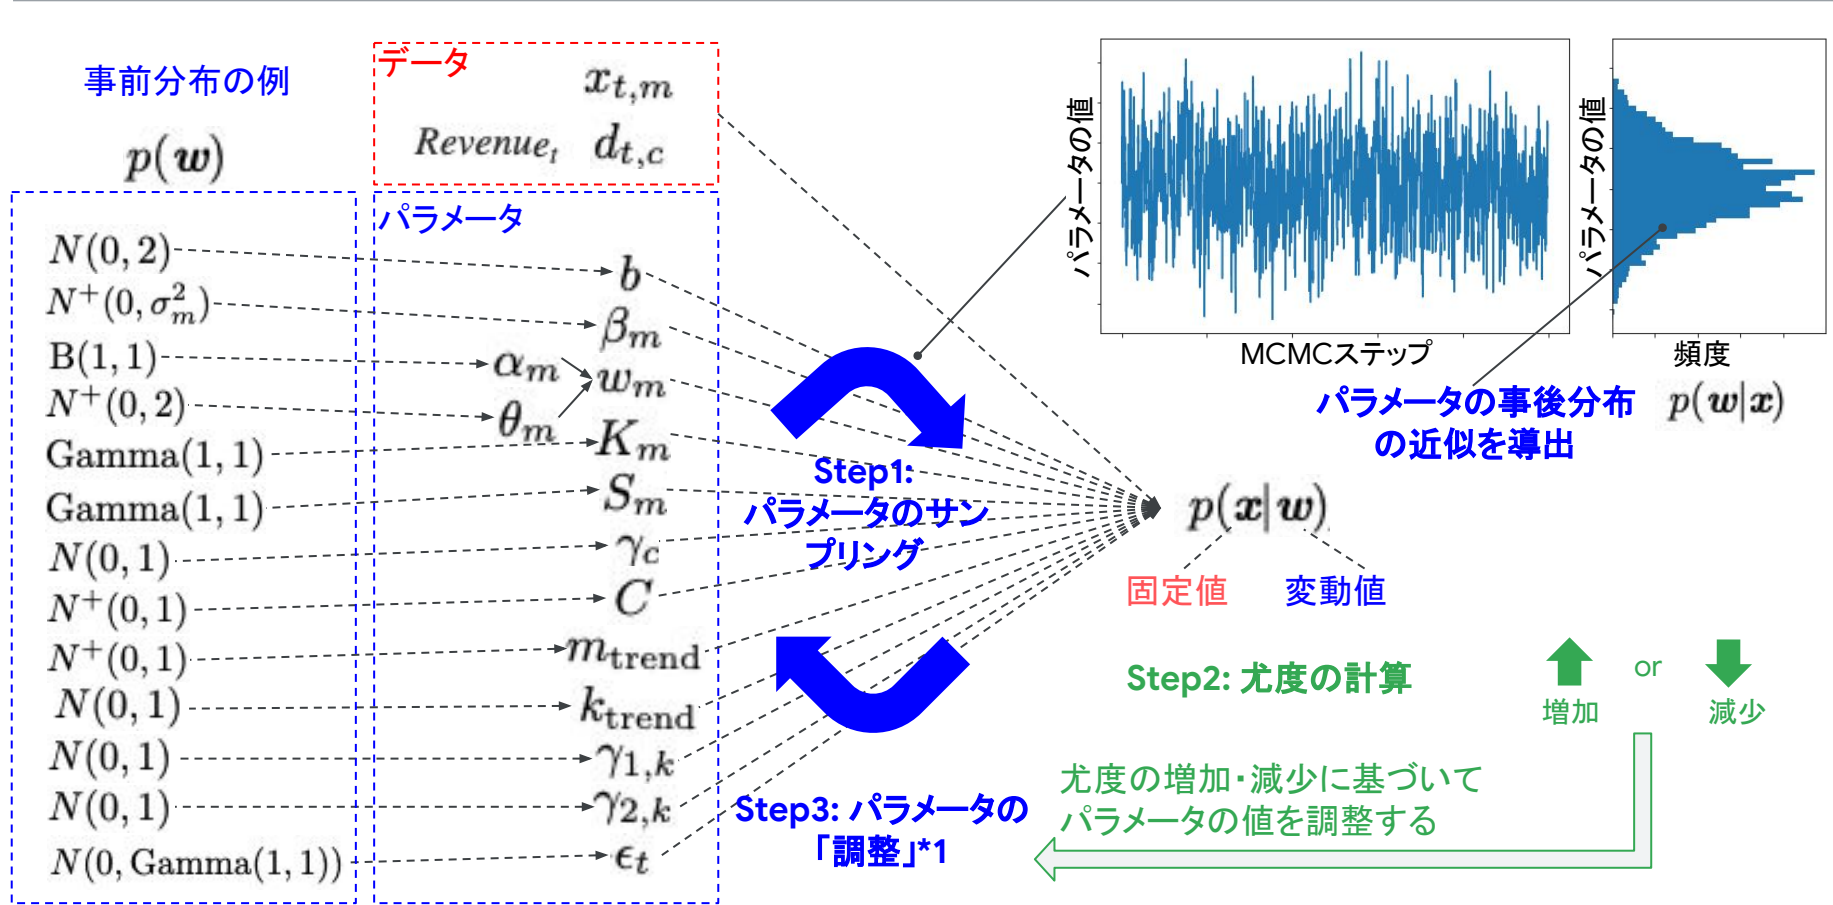 事前分布の例
p(w)
データ
x_{t,m}
Revenue_t d_{t,c}
パラメータ
N(0, 2)
N^+(0, σ_m^2)
B(1, 1)
N^+(0, 2)
Gamma(1, 1)
Gamma(1, 1)
N(0, 1)
N^+(0, 1)
N^+(0, 1)
N(0, 1)
N(0, 1)
N(0, 1)
N(0, Gamma(1, 1))
b
β_m
α_m w_m
θ_m
K_m
S_m
γ_c
C
m_{trend}
k_{trend}
γ_{1,k}
γ_{2,k}
ϵ_t
Step1:
パラメータのサン
プリング
Step3: パラメータの
「調整」*1
パラメータの値
MCMCステップ
パラメータの値
頻度
パラメータの事後分布
の近似を導出
p(w|x)
p(x|w)
固定値 変動値
Step2: 尤度の計算
or
増加 減少
尤度の増加・減少に基づいて
パラメータの値を調整する